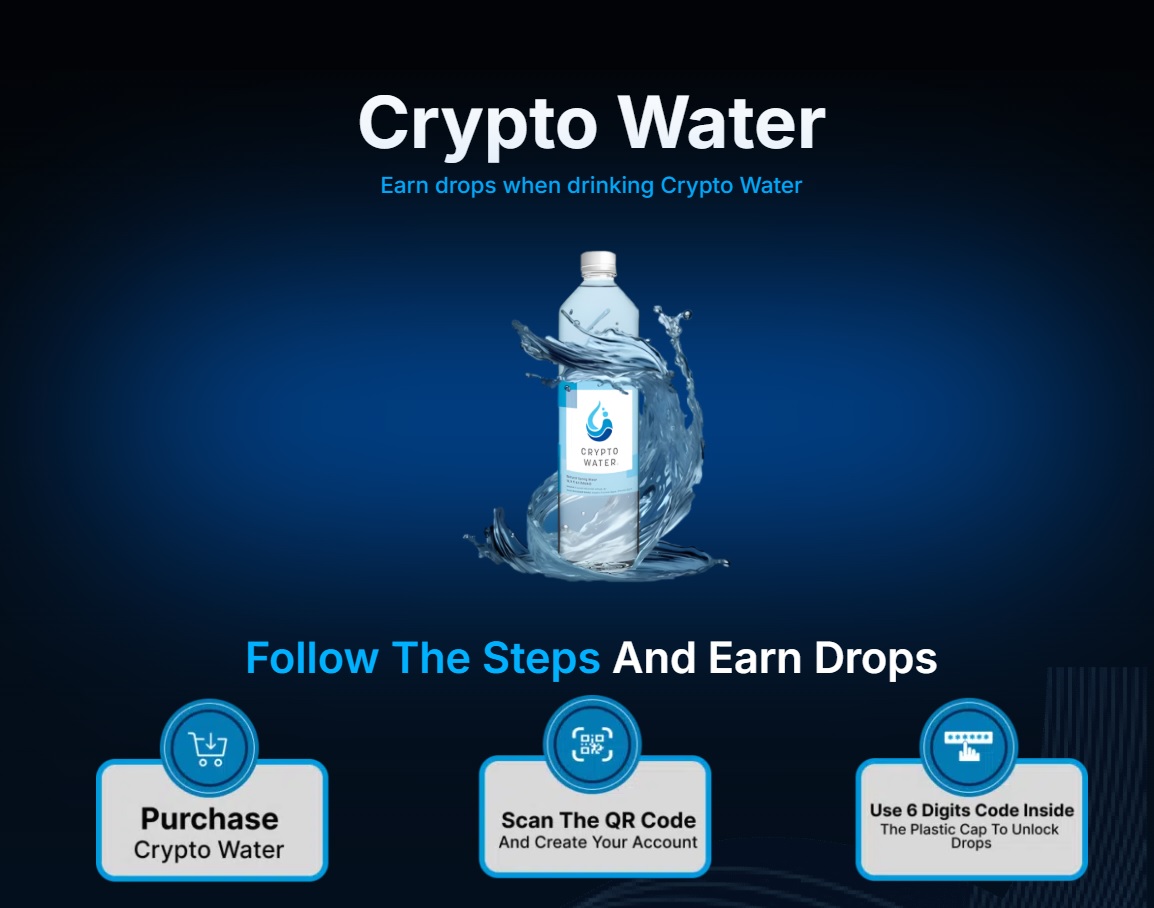 Crypto Water
Earn drops when drinking Crypto Water
CRYPTO
WATER
Follow The Steps And Earn Drops
Purchase
Crypto Water
Scan The QR Code
And Create Your Account
Use 6 Digits Code Inside
The Plastic Cap To Unlock
Drops